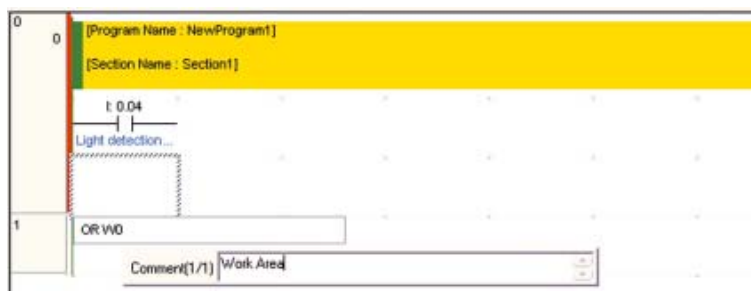 0
0
[Program Name : NewProgram1]
[Section Name : Section1]
I: 0.04
Light detection...
1
OR W0
Comment(1/1) Work Area